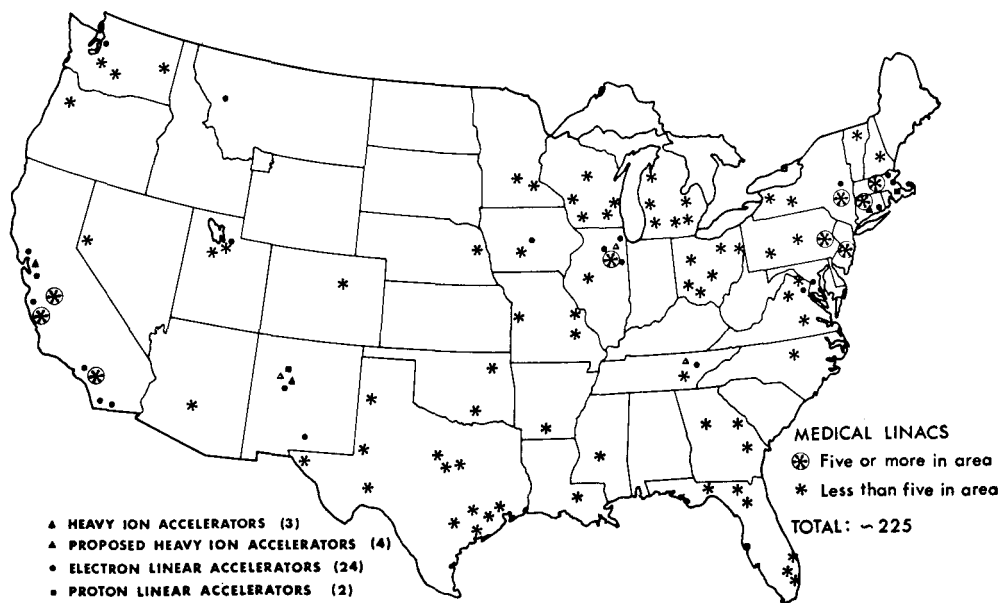 MEDICAL LINACS
Five or more in area
Less than five in area
TOTAL: ~225
HEAVY ION ACCELERATORS (3)
PROPOSED HEAVY ION ACCELERATORS (4)
ELECTRON LINEAR ACCELERATORS (24)
PROTON LINEAR ACCELERATORS (2)